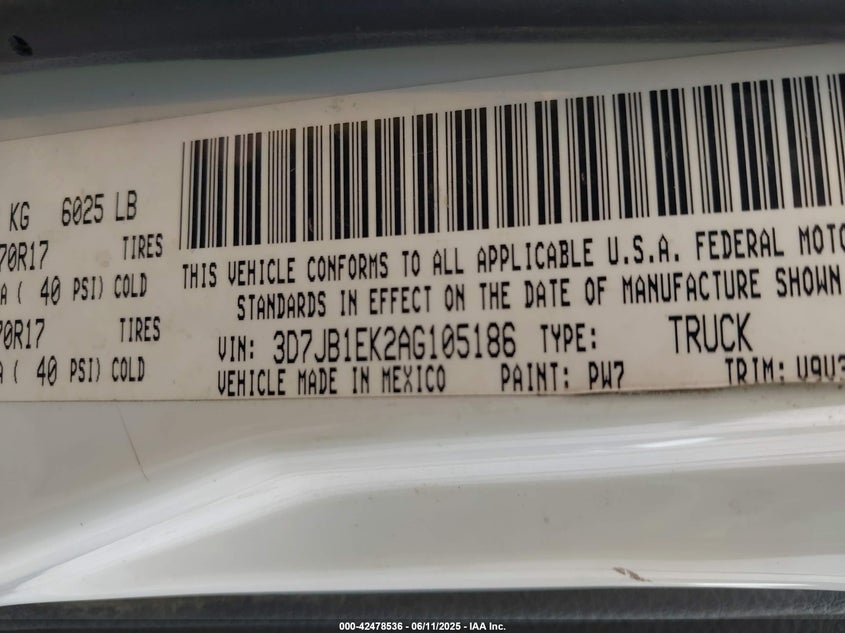 KG 6025 LB
70R17 TIRES
( 40 PSI) COLD
70R17 TIRES
( 40 PSI) COLD
THIS VEHICLE CONFORMS TO ALL APPLICABLE U.S.A. FEDERAL MOTO
STANDARDS IN EFFECT ON THE DATE OF MANUFACTURE SHOWN
VIN: 3D7JB1EK2AG105186 TYPE: TRUCK
VEHICLE MADE IN MEXICO PAINT: PW7 TRIM: V9V3
000-42478536 - 06/11/2025 - IAA Inc.